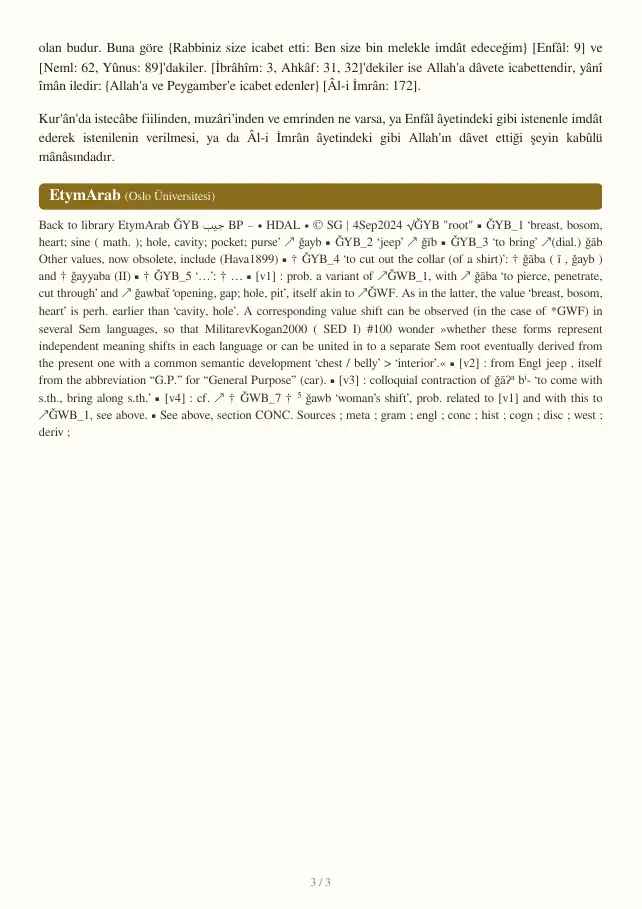 olan budur. Buna göre {Rabbiniz size icabet etti: Ben size bin melekle imdât edeceğim} [Enfâl: 9] ve
[Neml: 62, Yûnus: 89]'dakiler. [İbrâhîm: 3, Ahkâf: 31, 32]'dekiler ise Allah'a dâvete icabettendir, yânî
îmân iledir: {Allah'a ve Peygamber'e icabet edenler} [Âl-i İmrân: 172].
Kur'ân'da istecâbe fiilinden, muzâri'inden ve emrinden ne varsa, ya Enfâl âyetindeki gibi istenenle imdât
ederek istenilenin verilmesi, ya da Âl-i İmrân âyetindeki gibi Allah'ın dâvet ettiği şeyin kabûlü
mânâsındadır.
EtymArab (Oslo Üniversitesi)
Back to library EtymArab ǦYB جيب BP – • HDAL • © SG | 4Sep2024 √ǦYB "root" ▪ ǦYB_1 ‘breast, bosom,
heart; sine ( math. ); hole, cavity; pocket; purse’ ↗ ǧayb ▪ ǦYB_2 ‘jeep’ ↗ ǧīb ▪ ǦYB_3 ‘to bring’ ↗(dial.) ǧāb
Other values, now obsolete, include (Hava1899) ▪ † ǦYB_4 ‘to cut out the collar (of a shirt)’: † ǧāba ( ī , ǧayb )
and † ǧayyaba (II) ▪ † ǦYB_5 ‘…’: † … ▪ [v1] : prob. a variant of ↗ǦWB_1, with ↗ ǧāba ‘to pierce, penetrate,
cut through’ and ↗ ǧawbaẗ ‘opening, gap; hole, pit’, itself akin to ↗ǦWF. As in the latter, the value ‘breast, bosom,
heart’ is perh. earlier than ‘cavity, hole’. A corresponding value shift can be observed (in the case of *GWF) in
several Sem languages, so that MilitarevKogan2000 ( SED I) #100 wonder »whether these forms represent
independent meaning shifts in each language or can be united in to a separate Sem root eventually derived from
the present one with a common semantic development ‘chest / belly’ > ‘interior’.« ▪ [v2] : from Engl jeep , itself
from the abbreviation “G.P.” for “General Purpose” (car). ▪ [v3] : colloquial contraction of ǧāʔᵃ bⁱ- ‘to come with
s.th., bring along s.th.’ ▪ [v4] : cf. ↗ † ǦWB_7 † ⁵ ǧawb ‘woman’s shift’, prob. related to [v1] and with this to
↗ǦWB_1, see above. ▪ See above, section CONC. Sources ; meta ; gram ; engl ; conc ; hist ; cogn ; disc ; west ;
deriv ;
3 / 3